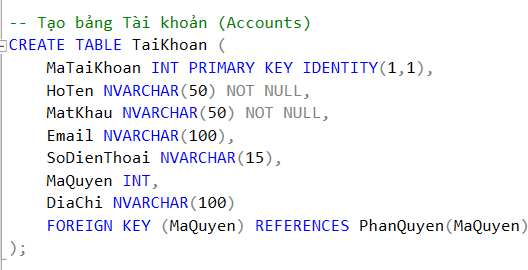 -- Tạo bảng Tài khoản (Accounts)
CREATE TABLE TaiKhoan (
    MaTaiKhoan INT PRIMARY KEY IDENTITY(1,1),
    HoTen NVARCHAR(50) NOT NULL,
    MatKhau NVARCHAR(50) NOT NULL,
    Email NVARCHAR(100),
    SoDienThoai NVARCHAR(15),
    MaQuyen INT,
    DiaChi NVARCHAR(100)
    FOREIGN KEY (MaQuyen) REFERENCES PhanQuyen(MaQuyen)
);